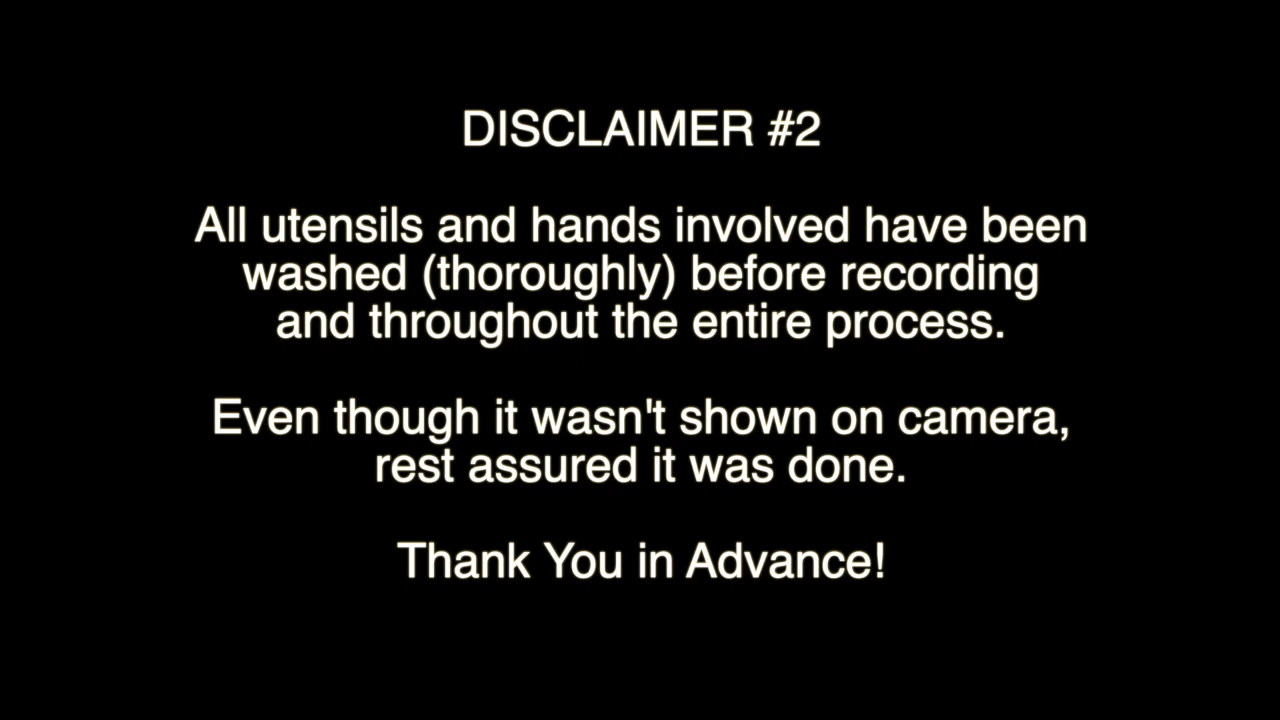 DISCLAIMER #2
All utensils and hands involved have been
washed (thoroughly) before recording
and throughout the entire process.
Even though it wasn't shown on camera,
rest assured it was done.
Thank You in Advance!